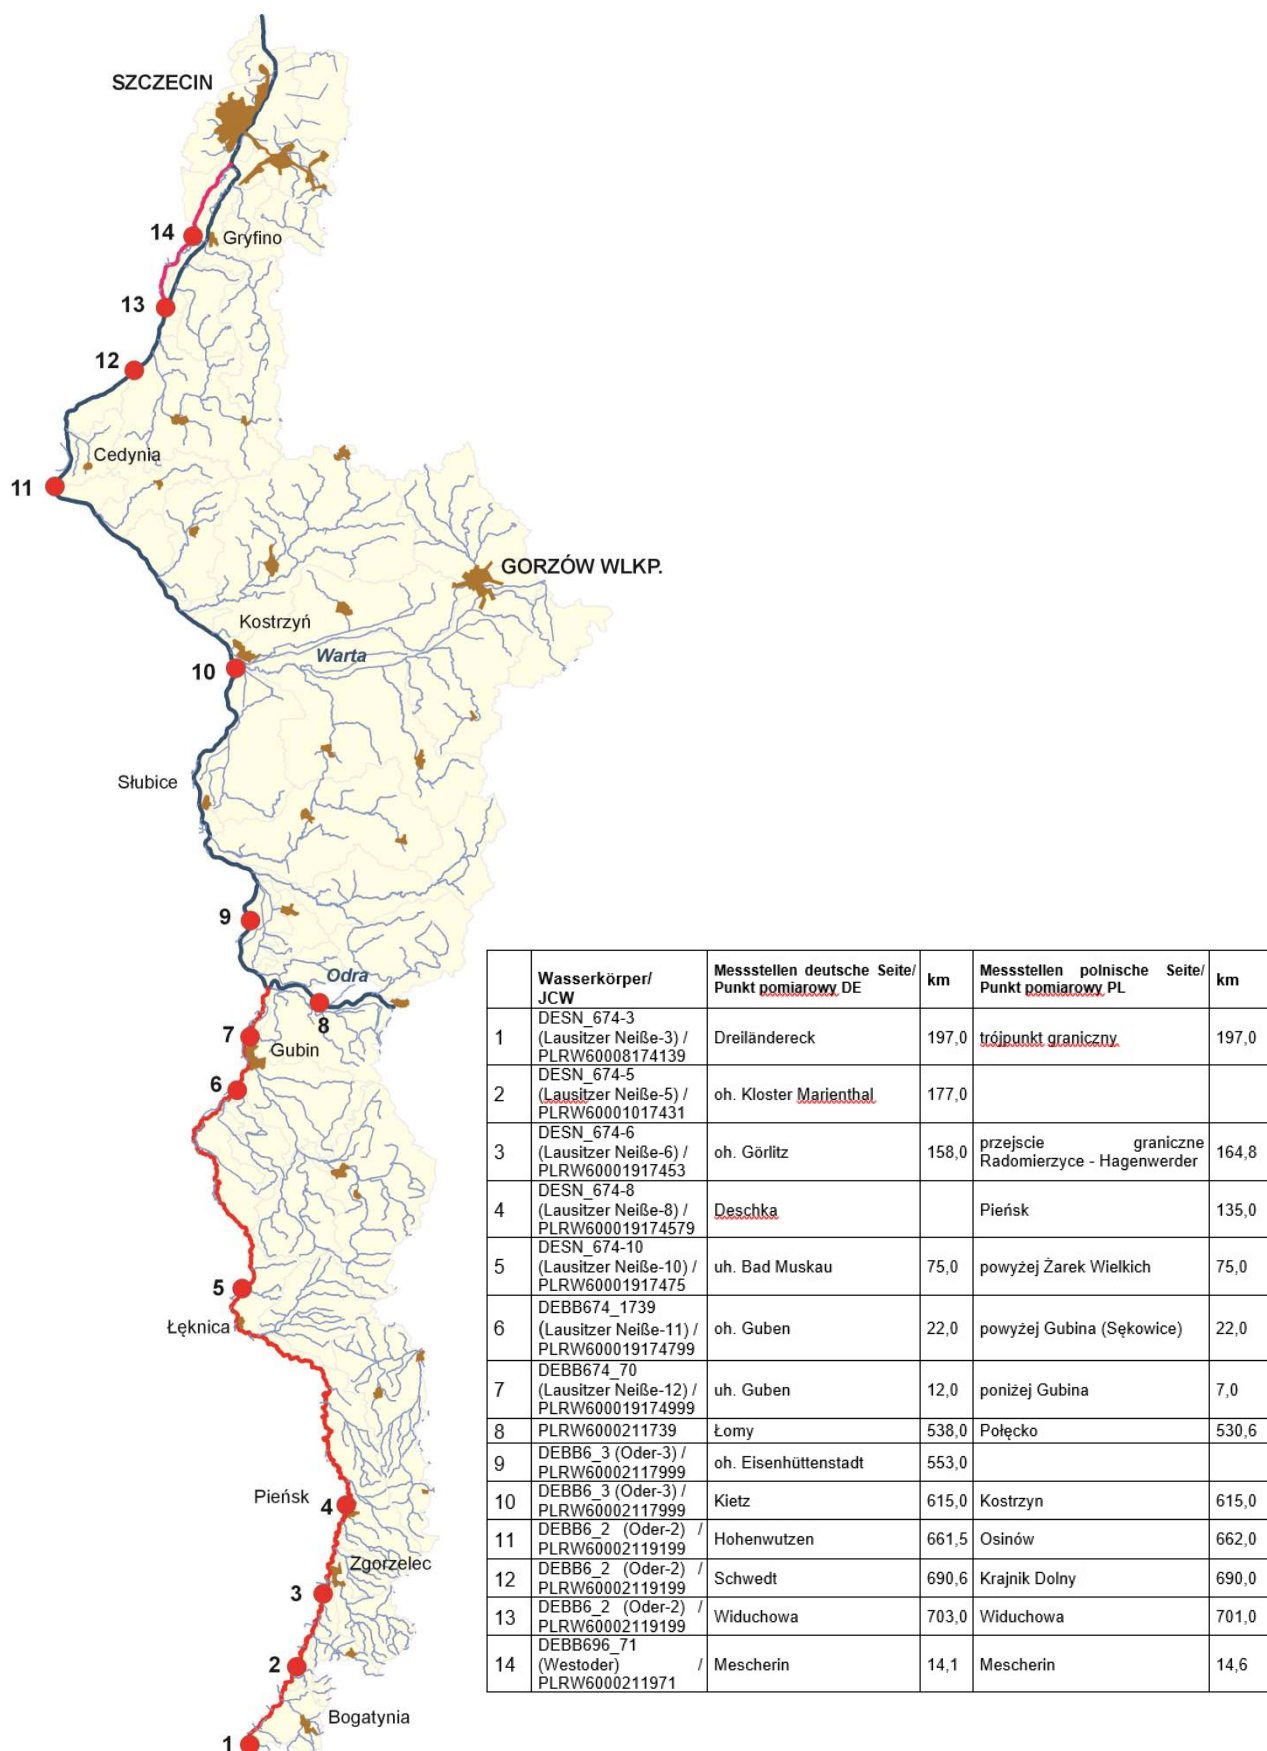 SZCZECIN
14
Gryfino
13
12
Cedynia
11
GORZÓW WLKP.
Kostrzyń
Warta
10
Słubice
9
Odra
8
7
Gubin
6
5
Łęknica
Pieńsk
4
Zgorzelec
3
2
Bogatynia
1
Wasserkörper/
JCW
Messstellen deutsche Seite/
Punkt pomiarowy DE
km
Messstellen polnische Seite/
Punkt pomiarowy PL
km
1
DESN_674-3
(Lausitzer Neiße-3) /
PLRW60008174139
Dreiländereck
197,0
trójpunkt graniczny
197,0
2
DESN_674-5
(Lausitzer Neiße-5) /
PLRW60001017431
oh. Kloster Marienthal
177,0
3
DESN_674-6
(Lausitzer Neiße-6) /
PLRW60001917453
oh. Görlitz
158,0
przejscie graniczne
Radomierzyce - Hagenwerder
164,8
4
DESN_674-8
(Lausitzer Neiße-8) /
PLRW600019174579
Deschka
Pieńsk
135,0
5
DESN_674-10
(Lausitzer Neiße-10) /
PLRW60001917475
uh. Bad Muskau
75,0
powyżej Żarek Wielkich
75,0
6
DEBB674_1739
(Lausitzer Neiße-11) /
PLRW600019174799
oh. Guben
22,0
powyżej Gubina (Sękowice)
22,0
7
DEBB674_70
(Lausitzer Neiße-12) /
PLRW600019174999
uh. Guben
12,0
poniżej Gubina
7,0
8
PLRW6000211739
Łomy
538,0
Połęcko
530,6
9
DEBB6_3 (Oder-3) /
PLRW60002117999
oh. Eisenhüttenstadt
553,0
10
DEBB6_3 (Oder-3) /
PLRW60002117999
Kietz
615,0
Kostrzyn
615,0
11
DEBB6_2 (Oder-2) /
PLRW60002119199
Hohenwutzen
661,5
Osinów
662,0
12
DEBB6_2 (Oder-2) /
PLRW60002119199
Schwedt
690,6
Krajnik Dolny
690,0
13
DEBB6_2 (Oder-2) /
PLRW60002119199
Widuchowa
703,0
Widuchowa
701,0
14
DEBB696_71
(Westoder) /
PLRW6000211971
Mescherin
14,1
Mescherin
14,6